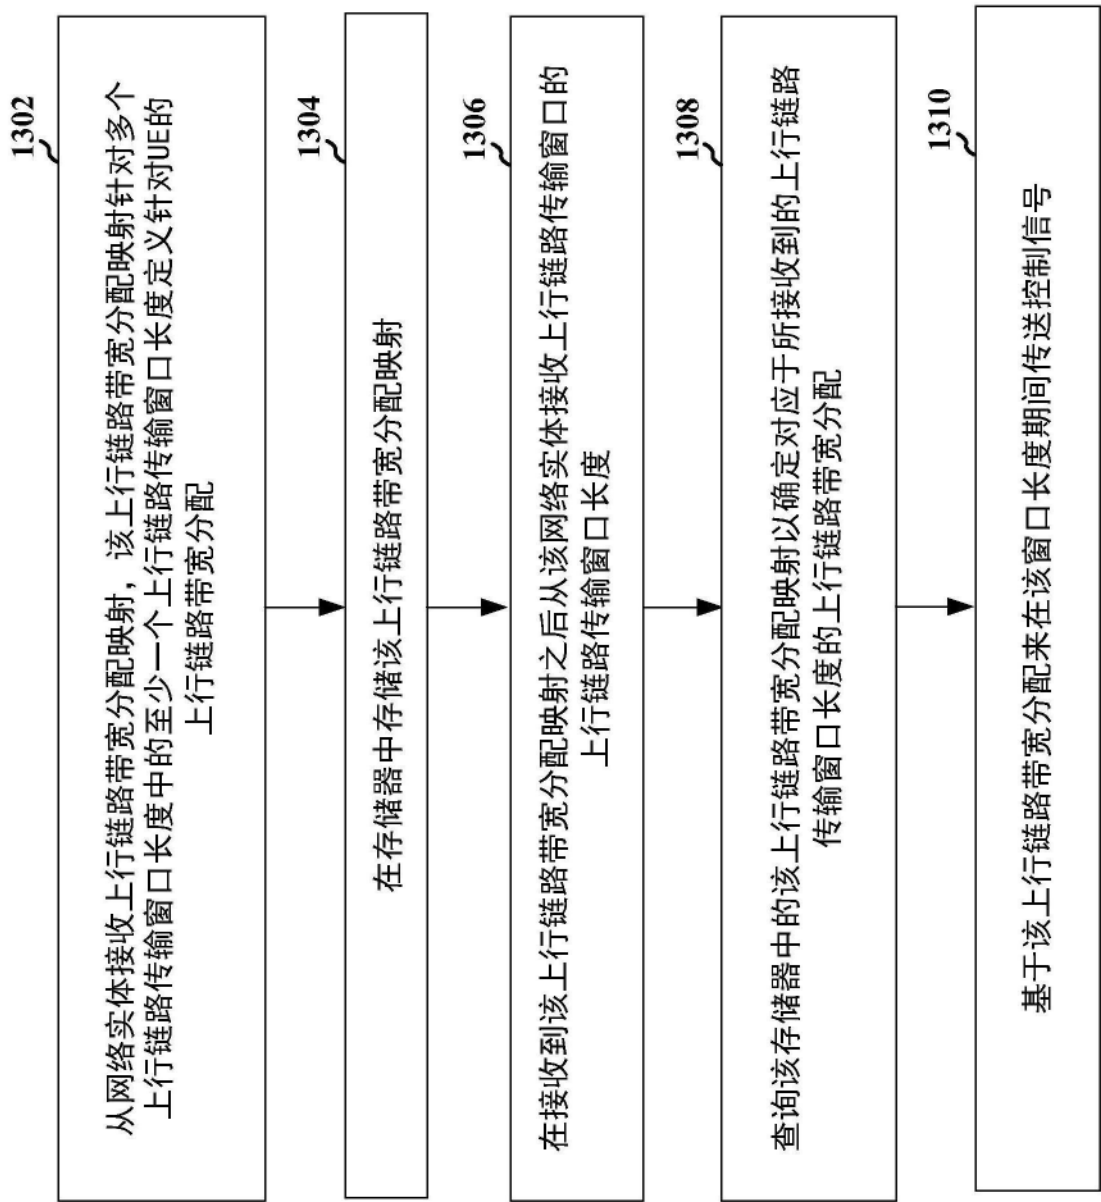 1302
从网络实体接收上行链路带宽分配映射，该上行链路带宽分配映射针对多个
上行链路传输窗口长度中的至少一个上行链路传输窗口长度定义针对UE的
上行链路带宽分配
1304
在存储器中存储该上行链路带宽分配映射
1306
在接收到该上行链路带宽分配映射之后从该网络实体接收上行链路传输窗口的
上行链路传输窗口长度
1308
查询该存储器中的该上行链路带宽分配映射以确定对应于所接收到的上行链路
传输窗口长度的上行链路带宽分配
1310
基于该上行链路带宽分配来在该窗口长度期间传送控制信号